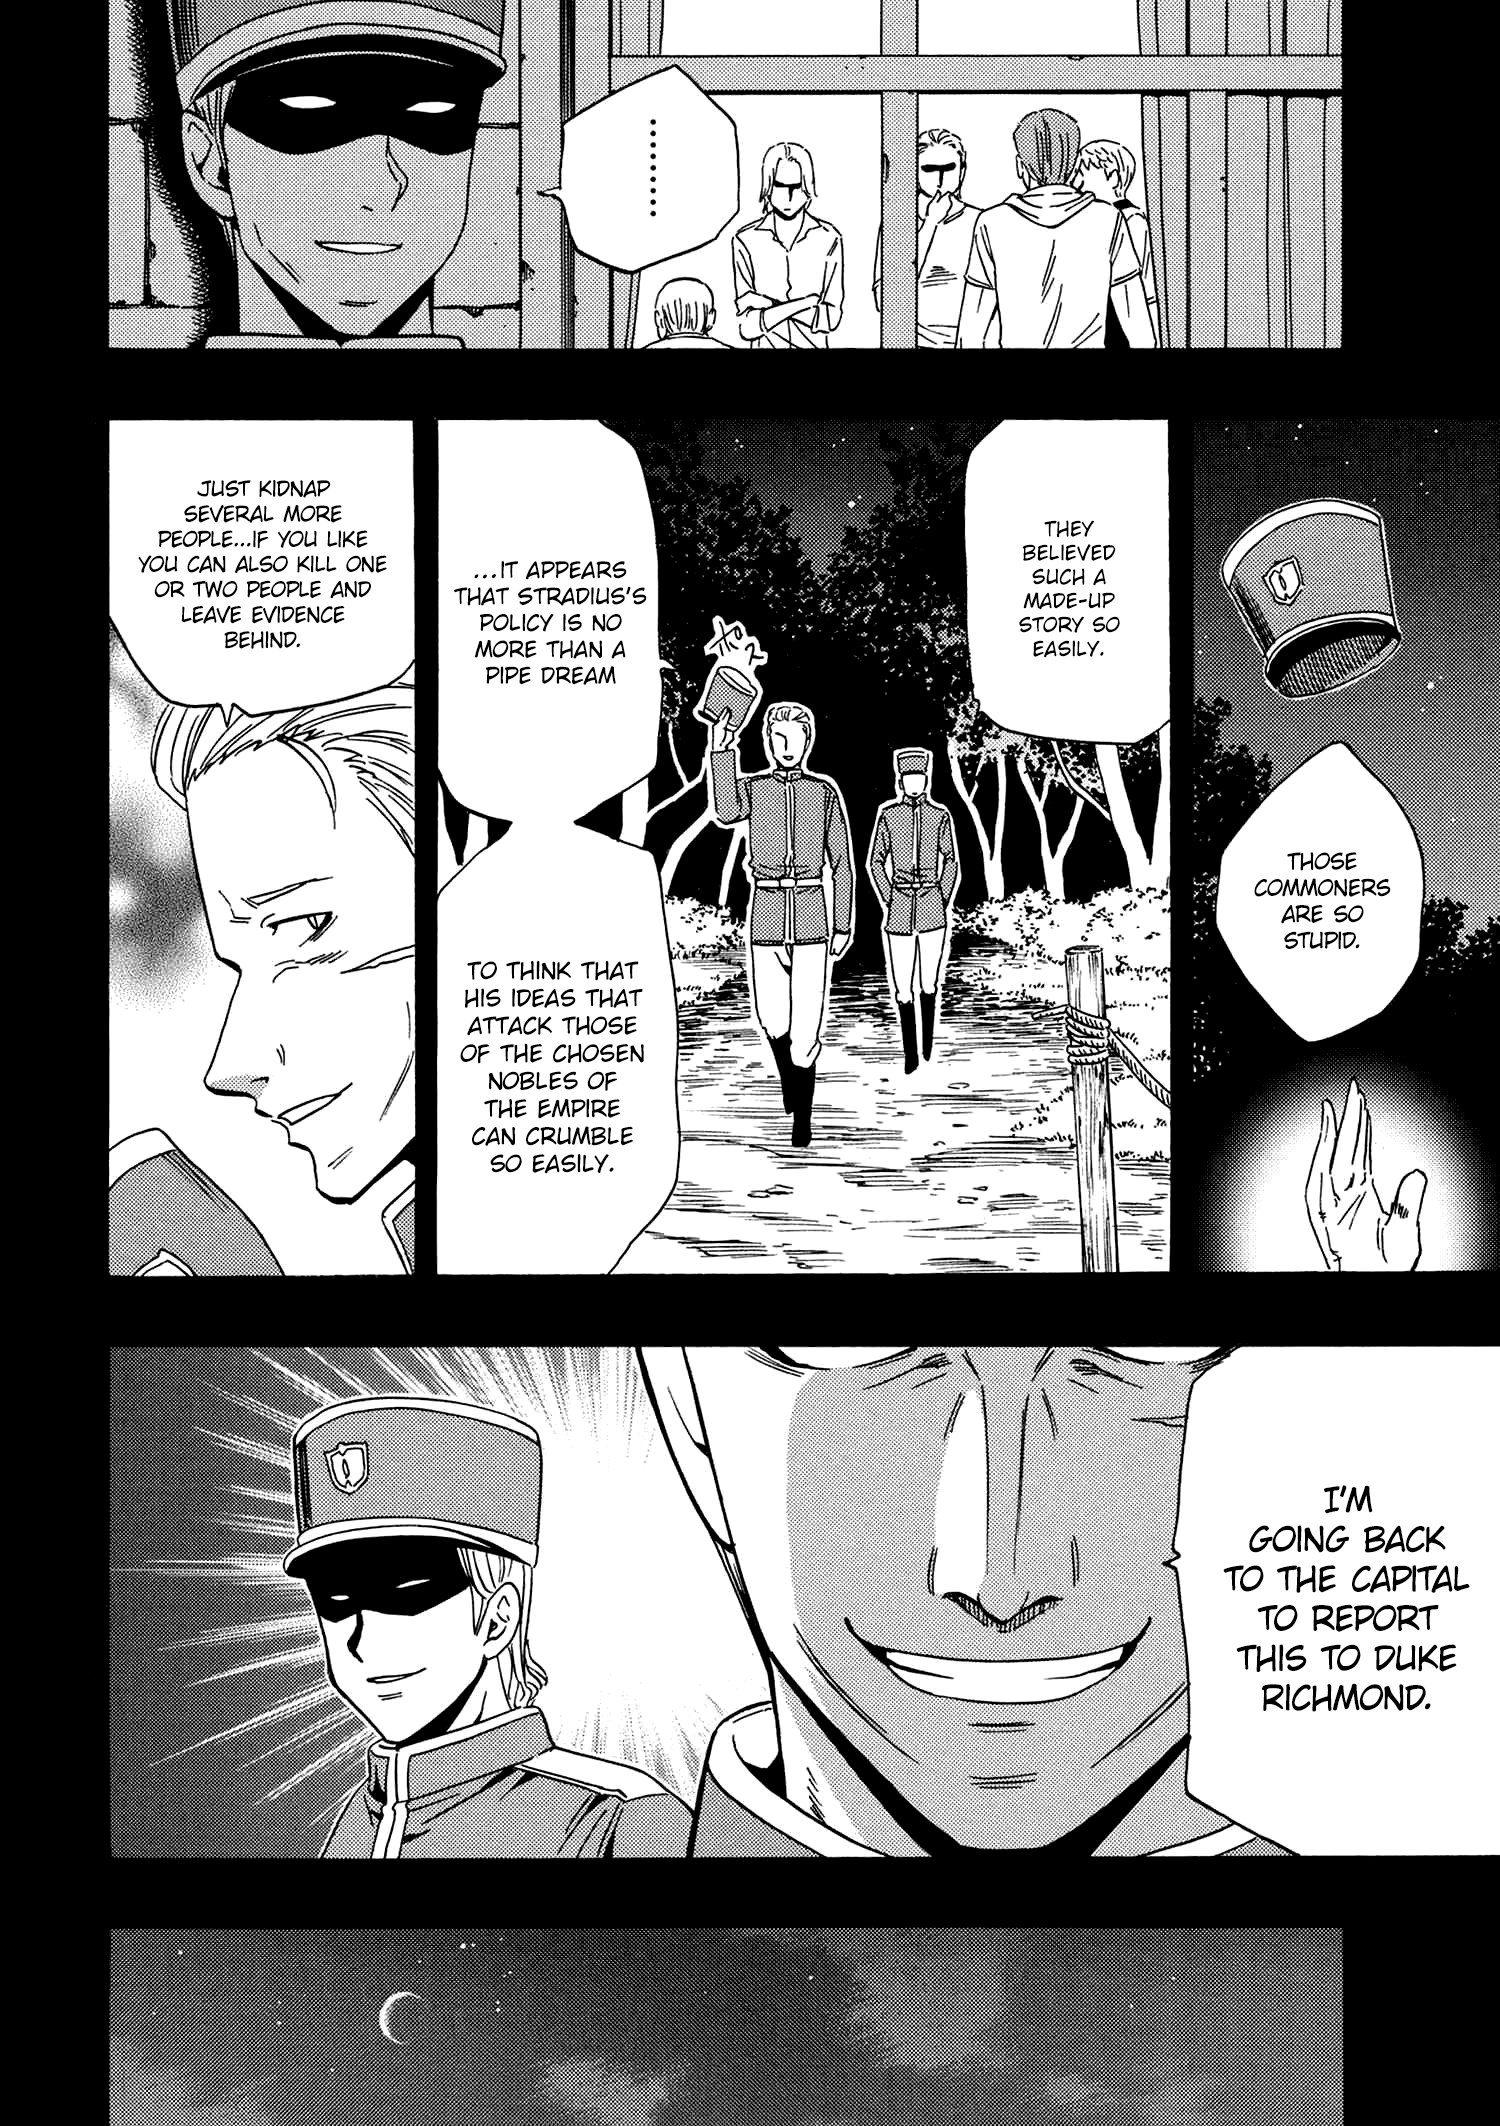 ………
THOSE
COMMONERS
ARE SO
STUPID.
THEY
BELIEVED
SUCH A
MADE-UP
STORY SO
EASILY.
ポス
...IT APPEARS
THAT STRADIUS'S
POLICY IS NO
MORE THAN A
PIPE DREAM
TO THINK THAT
HIS IDEAS THAT
ATTACK THOSE
OF THE CHOSEN
NOBLES OF
THE EMPIRE
CAN CRUMBLE
SO EASILY.
JUST KIDNAP
SEVERAL MORE
PEOPLE...IF YOU LIKE
YOU CAN ALSO KILL ONE
OR TWO PEOPLE AND
LEAVE EVIDENCE
BEHIND.
I'M
GOING BACK
TO THE CAPITAL
TO REPORT
THIS TO DUKE
RICHMOND.